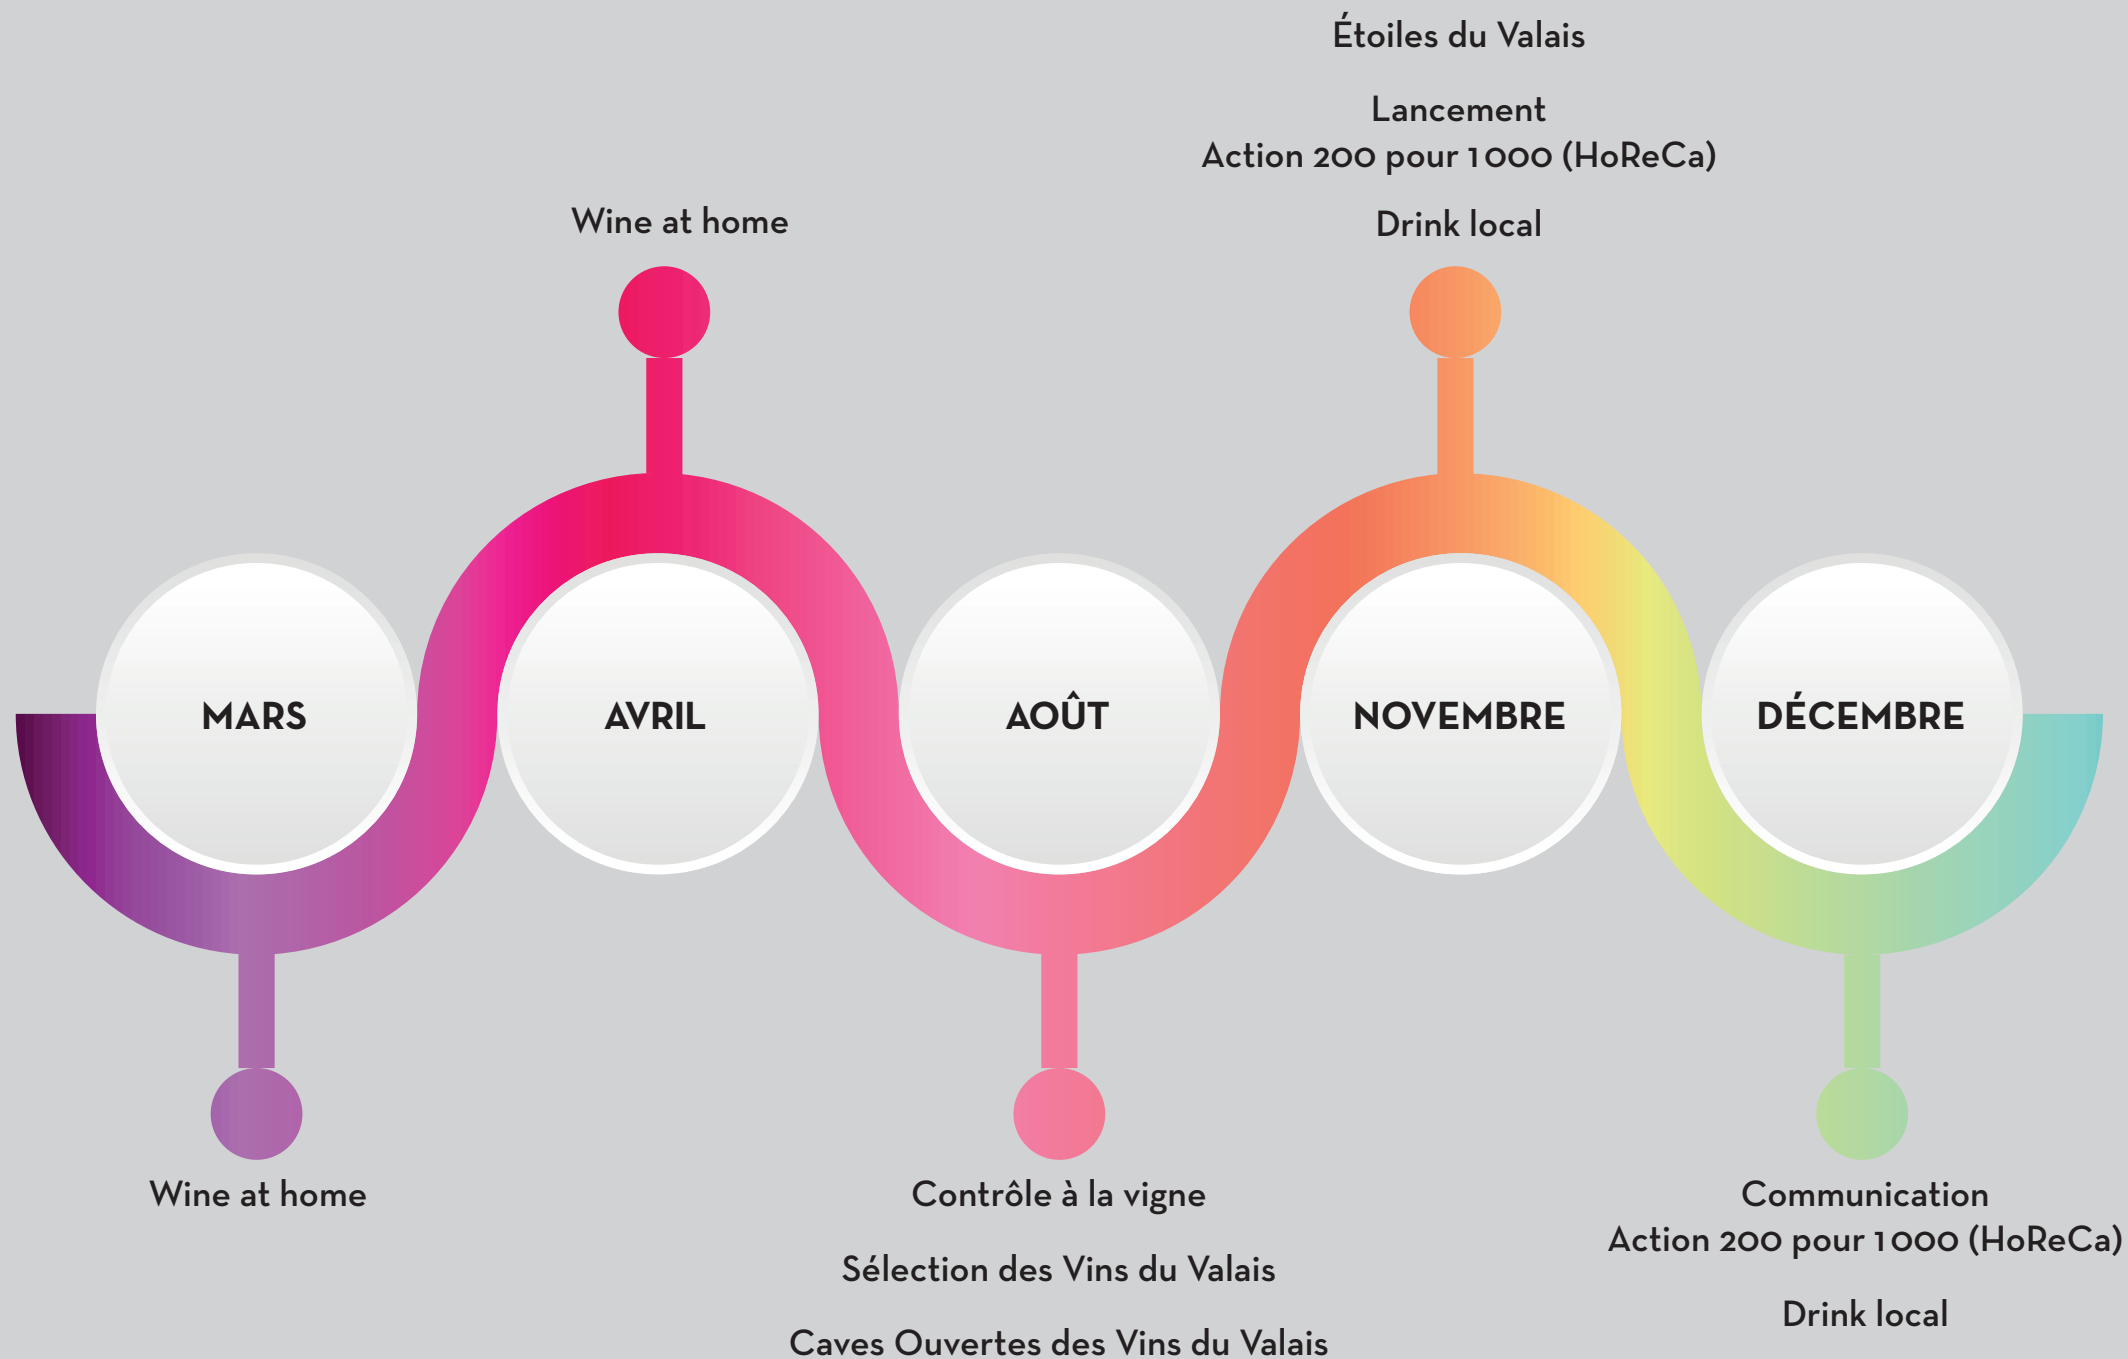 Étoiles du Valais
Lancement
Action 200 pour 1000 (HoReCa)
Drink local
Wine at home
MARS
AVRIL
AOÛT
NOVEMBRE
DÉCEMBRE
Wine at home
Contrôle à la vigne
Sélection des Vins du Valais
Caves Ouvertes des Vins du Valais
Communication
Action 200 pour 1000 (HoReCa)
Drink local